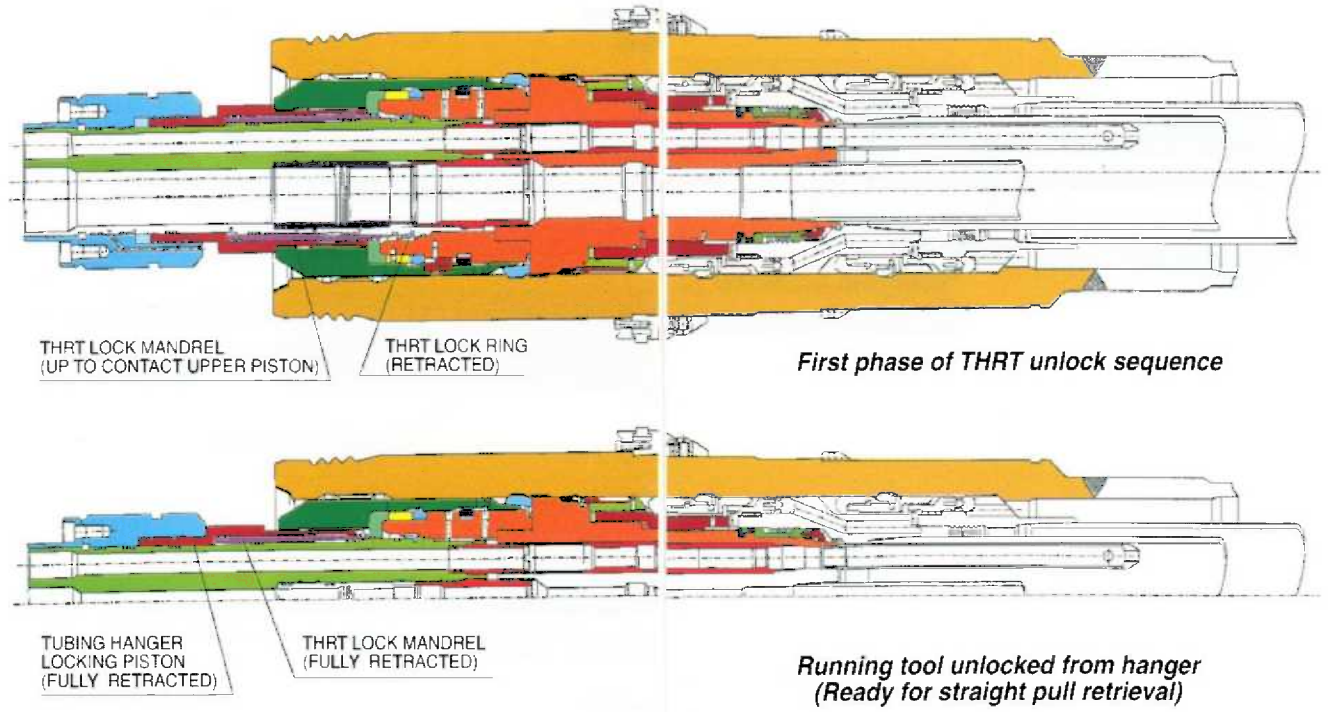 THRT LOCK MANDREL
(UP TO CONTACT UPPER PISTON)
THRT LOCK RING
(RETRACTED)
First phase of THRT unlock sequence
TUBING HANGER
LOCKING PISTON
(FULLY RETRACTED)
THRT LOCK MANDREL
(FULLY RETRACTED)
Running tool unlocked from hanger
(Ready for straight pull retrieval)